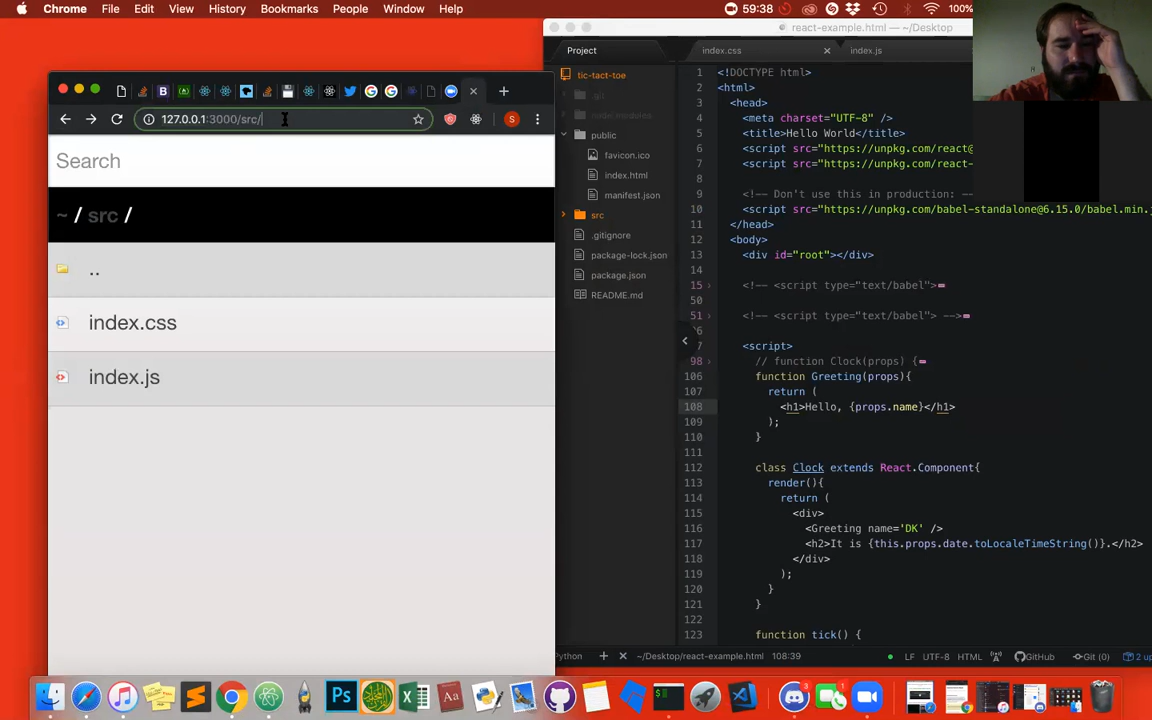 Chrome File Edit View History Bookmarks People Window Help
59:38 100%
react-example.html — ~/Desktop
127.0.0.1:3000/src/
S
Search
~ / src /
..
index.css
index.js
Project
tic-tact-toe
.git
public
favicon.ico
index.html
manifest.json
src
.gitignore
package-lock.json
package.json
README.md
index.css
index.js
1 <!DOCTYPE html>
2 <html>
3 <head>
4 <meta charset="UTF-8" />
5 <title>Hello World</title>
6 <script src="https://unpkg.com/react@
7 <script src="https://unpkg.com/react-
8
9 <!-- Don't use this in production: -
10 <script src="https://unpkg.com/babel-standalone@6.15.0/babel.min.j
11 </head>
12 <body>
13 <div id="root"></div>
14
15 <!-- <script type="text/babel">
50
51 <!-- <script type="text/babel"> -->
<script>
98 // function Clock(props) {
106 function Greeting(props){
107 return (
108 <h1>Hello, {props.name}</h1>
109 );
110 }
111
112 class Clock extends React.Component{
113 render(){
114 return (
115 <div>
116 <Greeting name='DK' />
117 <h2>It is {this.props.date.toLocaleTimeString()}.</h2>
118 </div>
119 );
120 }
121 }
122
123 function tick() {
~/Desktop/react-example.html 108:39 LF UTF-8 HTML GitHub Git (0) 2 up
Ps
Aa